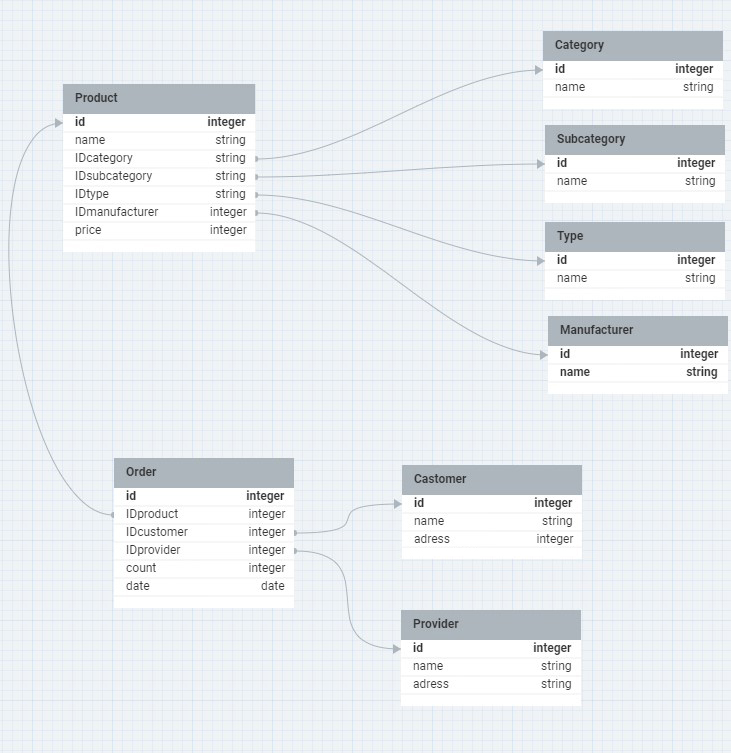 Category
id integer
name string
Product
id integer
name string
IDcategory string
IDsubcategory string
IDtype string
IDmanufacturer integer
price integer
Subcategory
id integer
name string
Type
id integer
name string
Manufacturer
id integer
name string
Order
id integer
IDproduct integer
IDcustomer integer
IDprovider integer
count integer
date date
Castomer
id integer
name string
adress integer
Provider
id integer
name string
adress string